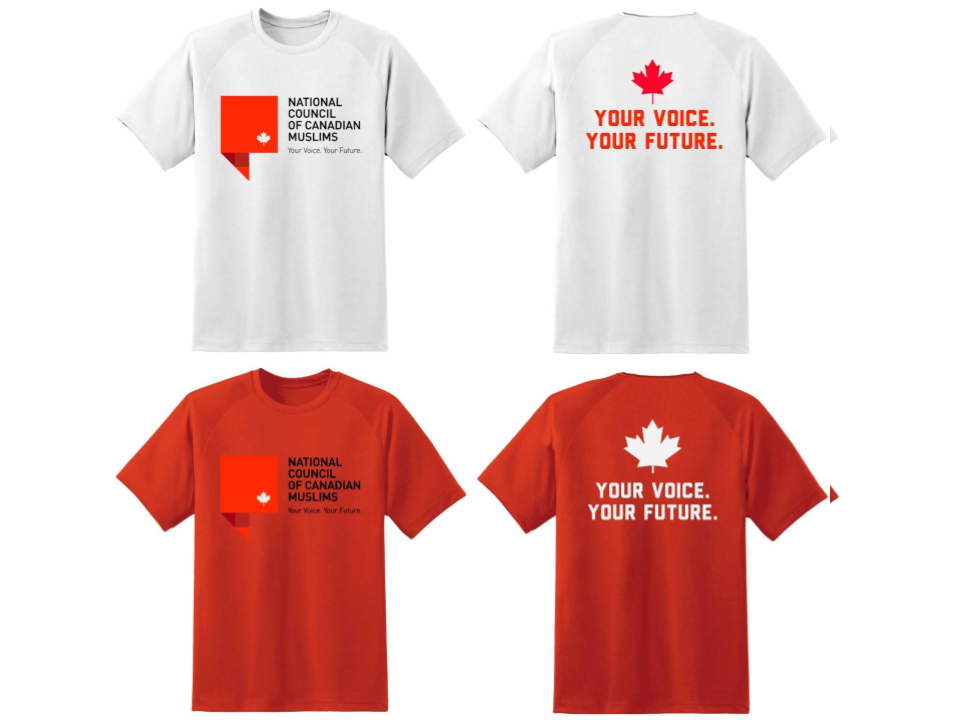 NATIONAL
COUNCIL
OF CANADIAN
MUSLIMS
Your Voice. Your Future.
YOUR VOICE.
YOUR FUTURE.
NATIONAL
COUNCIL
OF CANADIAN
MUSLIMS
Your Voice. Your Future.
YOUR VOICE.
YOUR FUTURE.